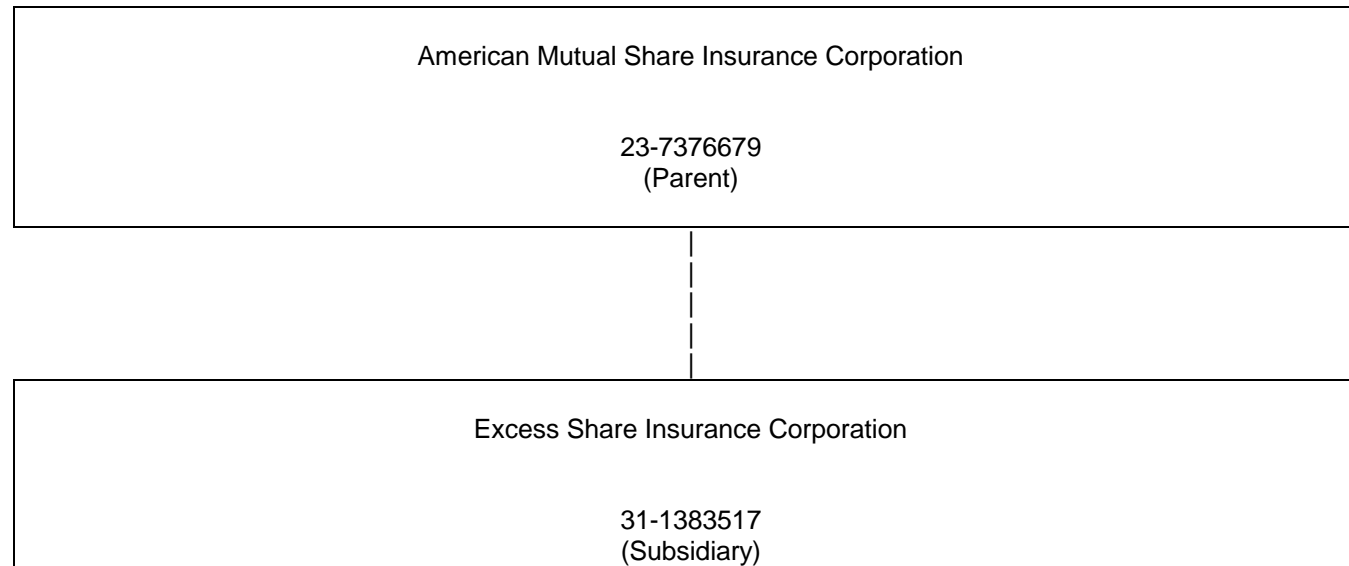 American Mutual Share Insurance Corporation
23-7376679
(Parent)
Excess Share Insurance Corporation
31-1383517
(Subsidiary)